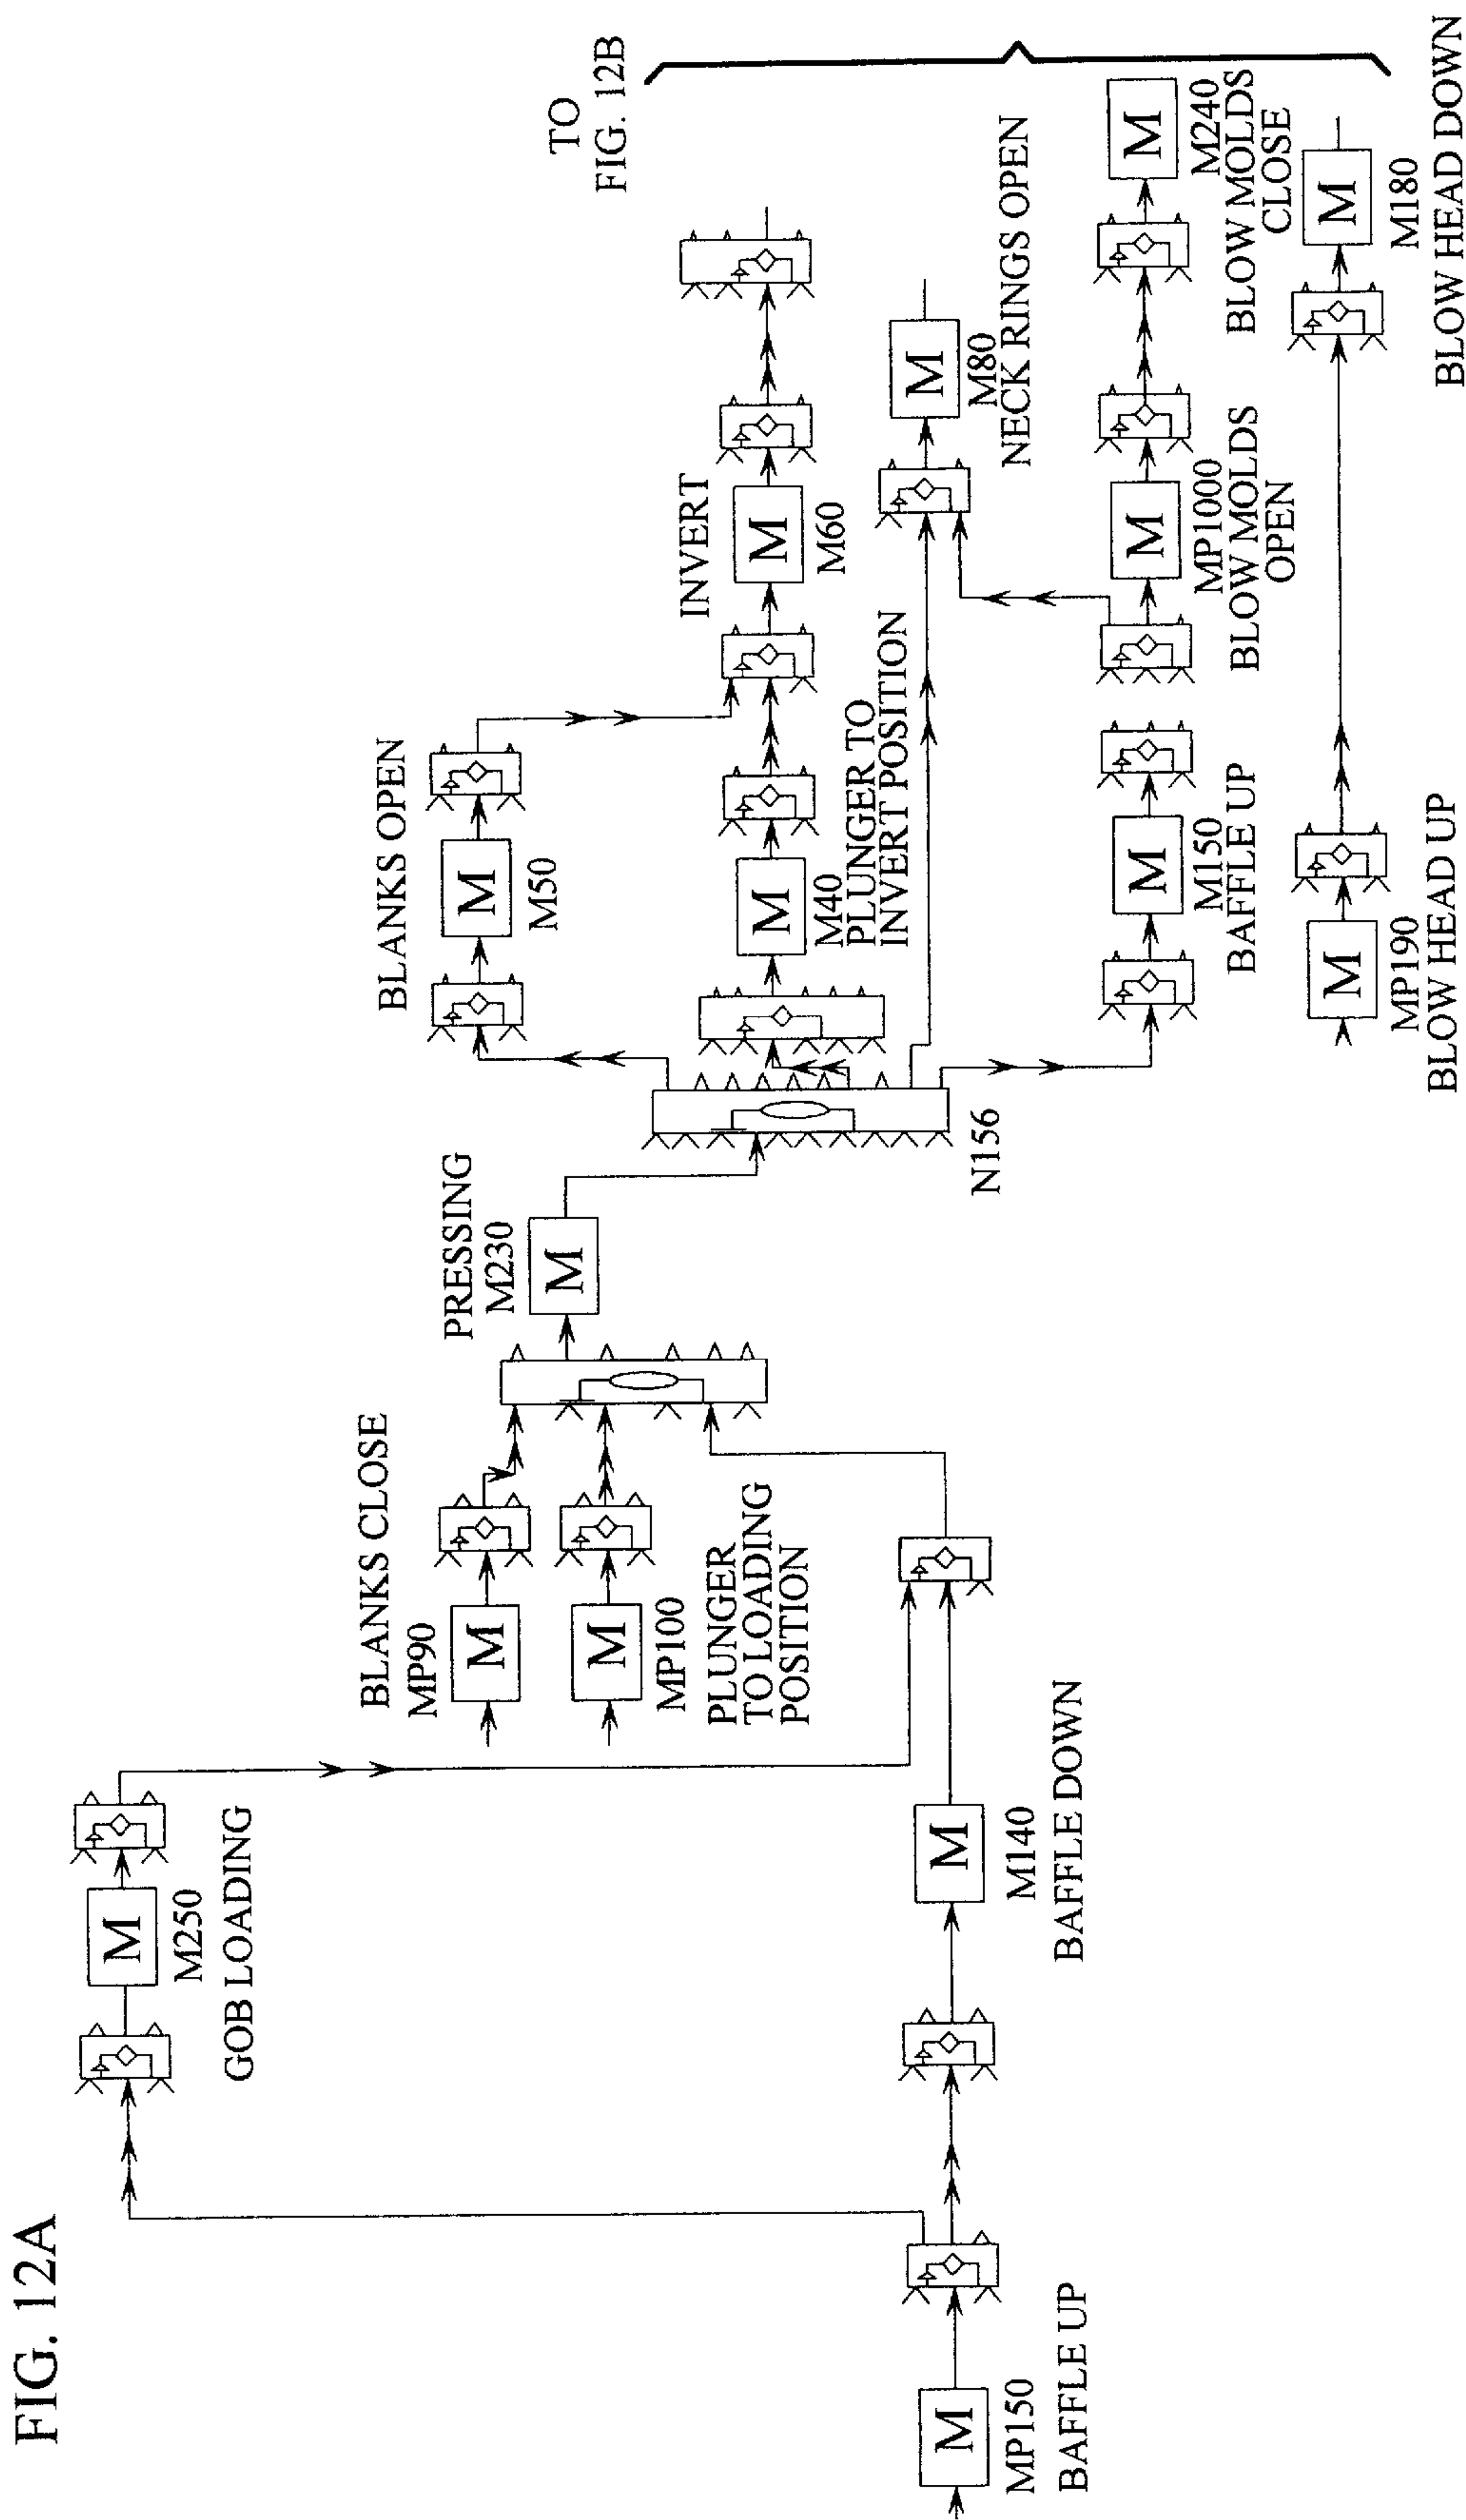 FIG. 12A
M
MP150
BAFFLE UP
M
M250
GOB LOADING
M
M140
BAFFLE DOWN
BLANKS CLOSE
MP90
M
M
MP100
PLUNGER
TO LOADING
POSITION
PRESSING
M230
M
N156
BLANKS OPEN
M
M50
M
M40
PLUNGER TO
INVERT POSITION
M
M150
BAFFLE UP
M
MP190
BLOW HEAD UP
INVERT
M
M60
M
M80
NECK RINGS OPEN
M
MP1000
BLOW MOLDS
OPEN
M
M240
BLOW MOLDS
CLOSE
M
M180
BLOW HEAD DOWN
TO
FIG. 12B